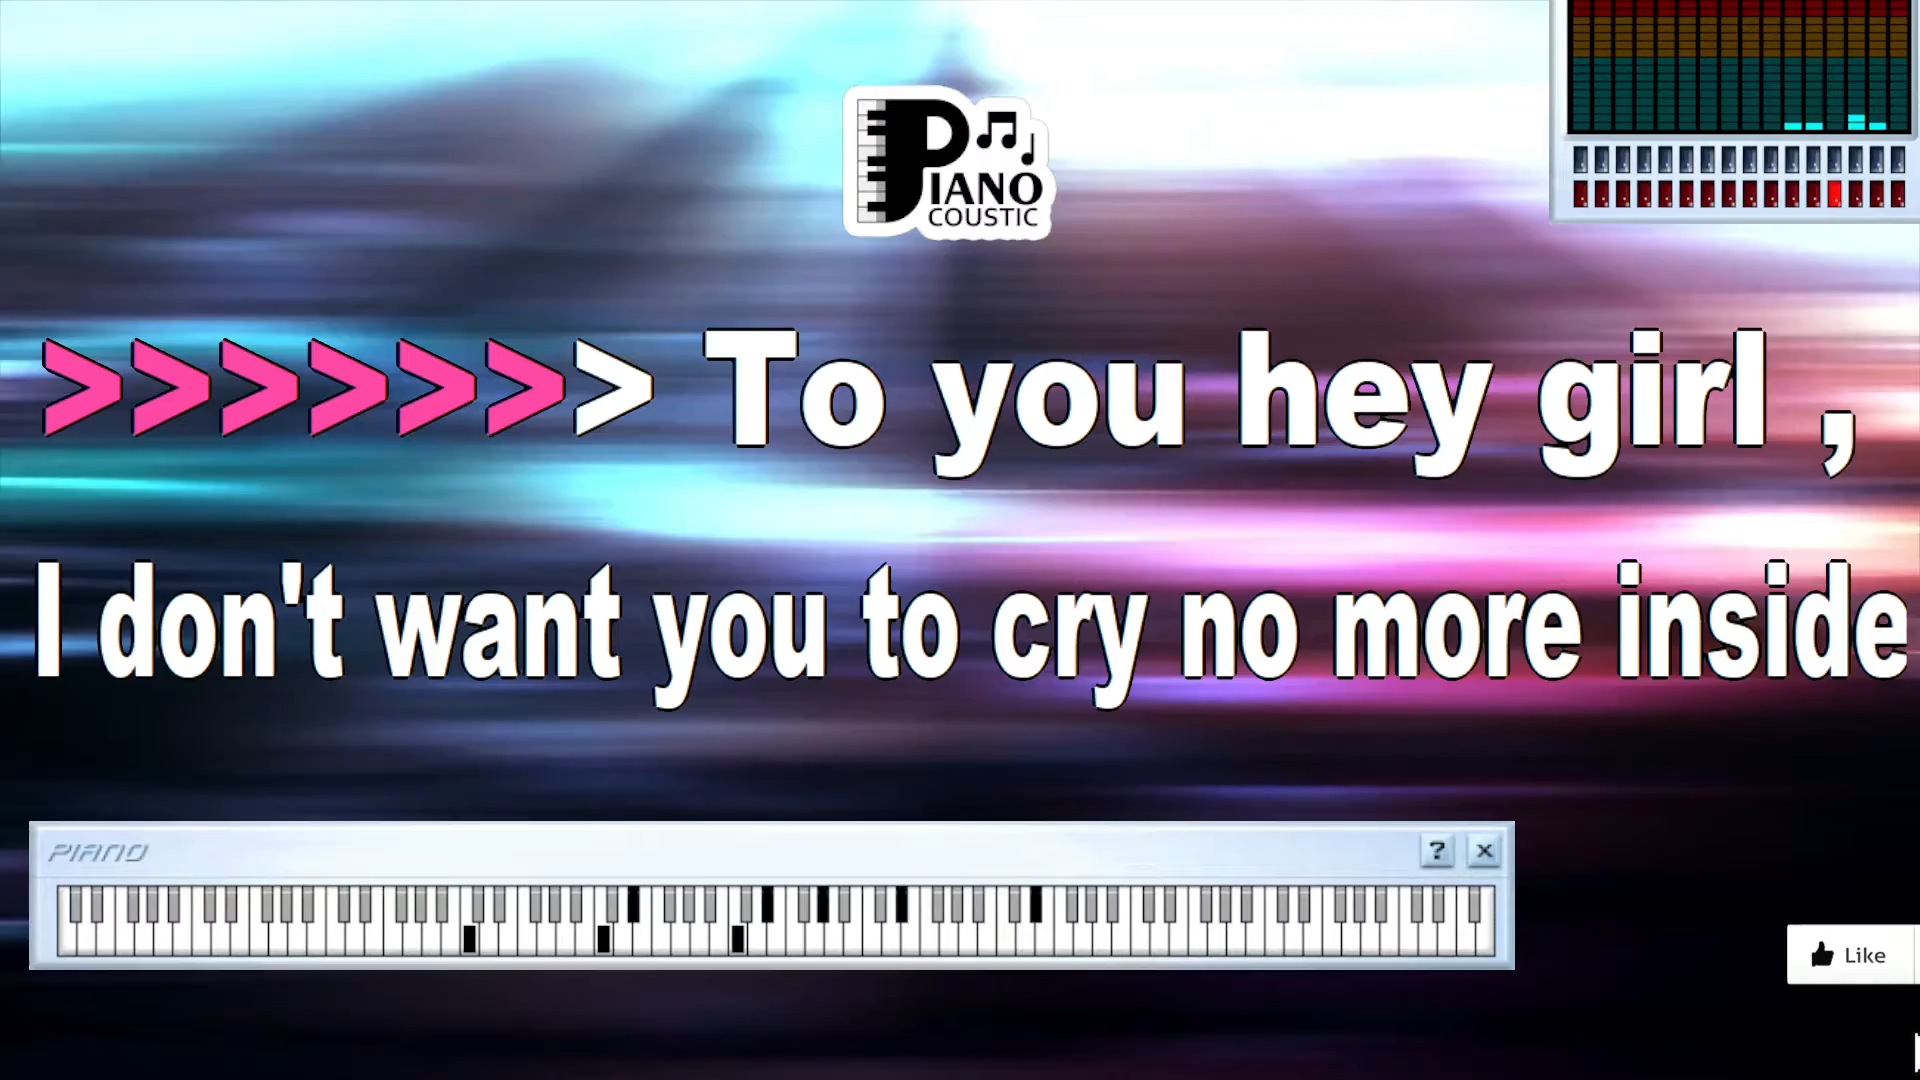 PIANO
COUSTIC
>>>>>>> To you hey girl ,
I don't want you to cry no more inside
PIANO
? x
Like